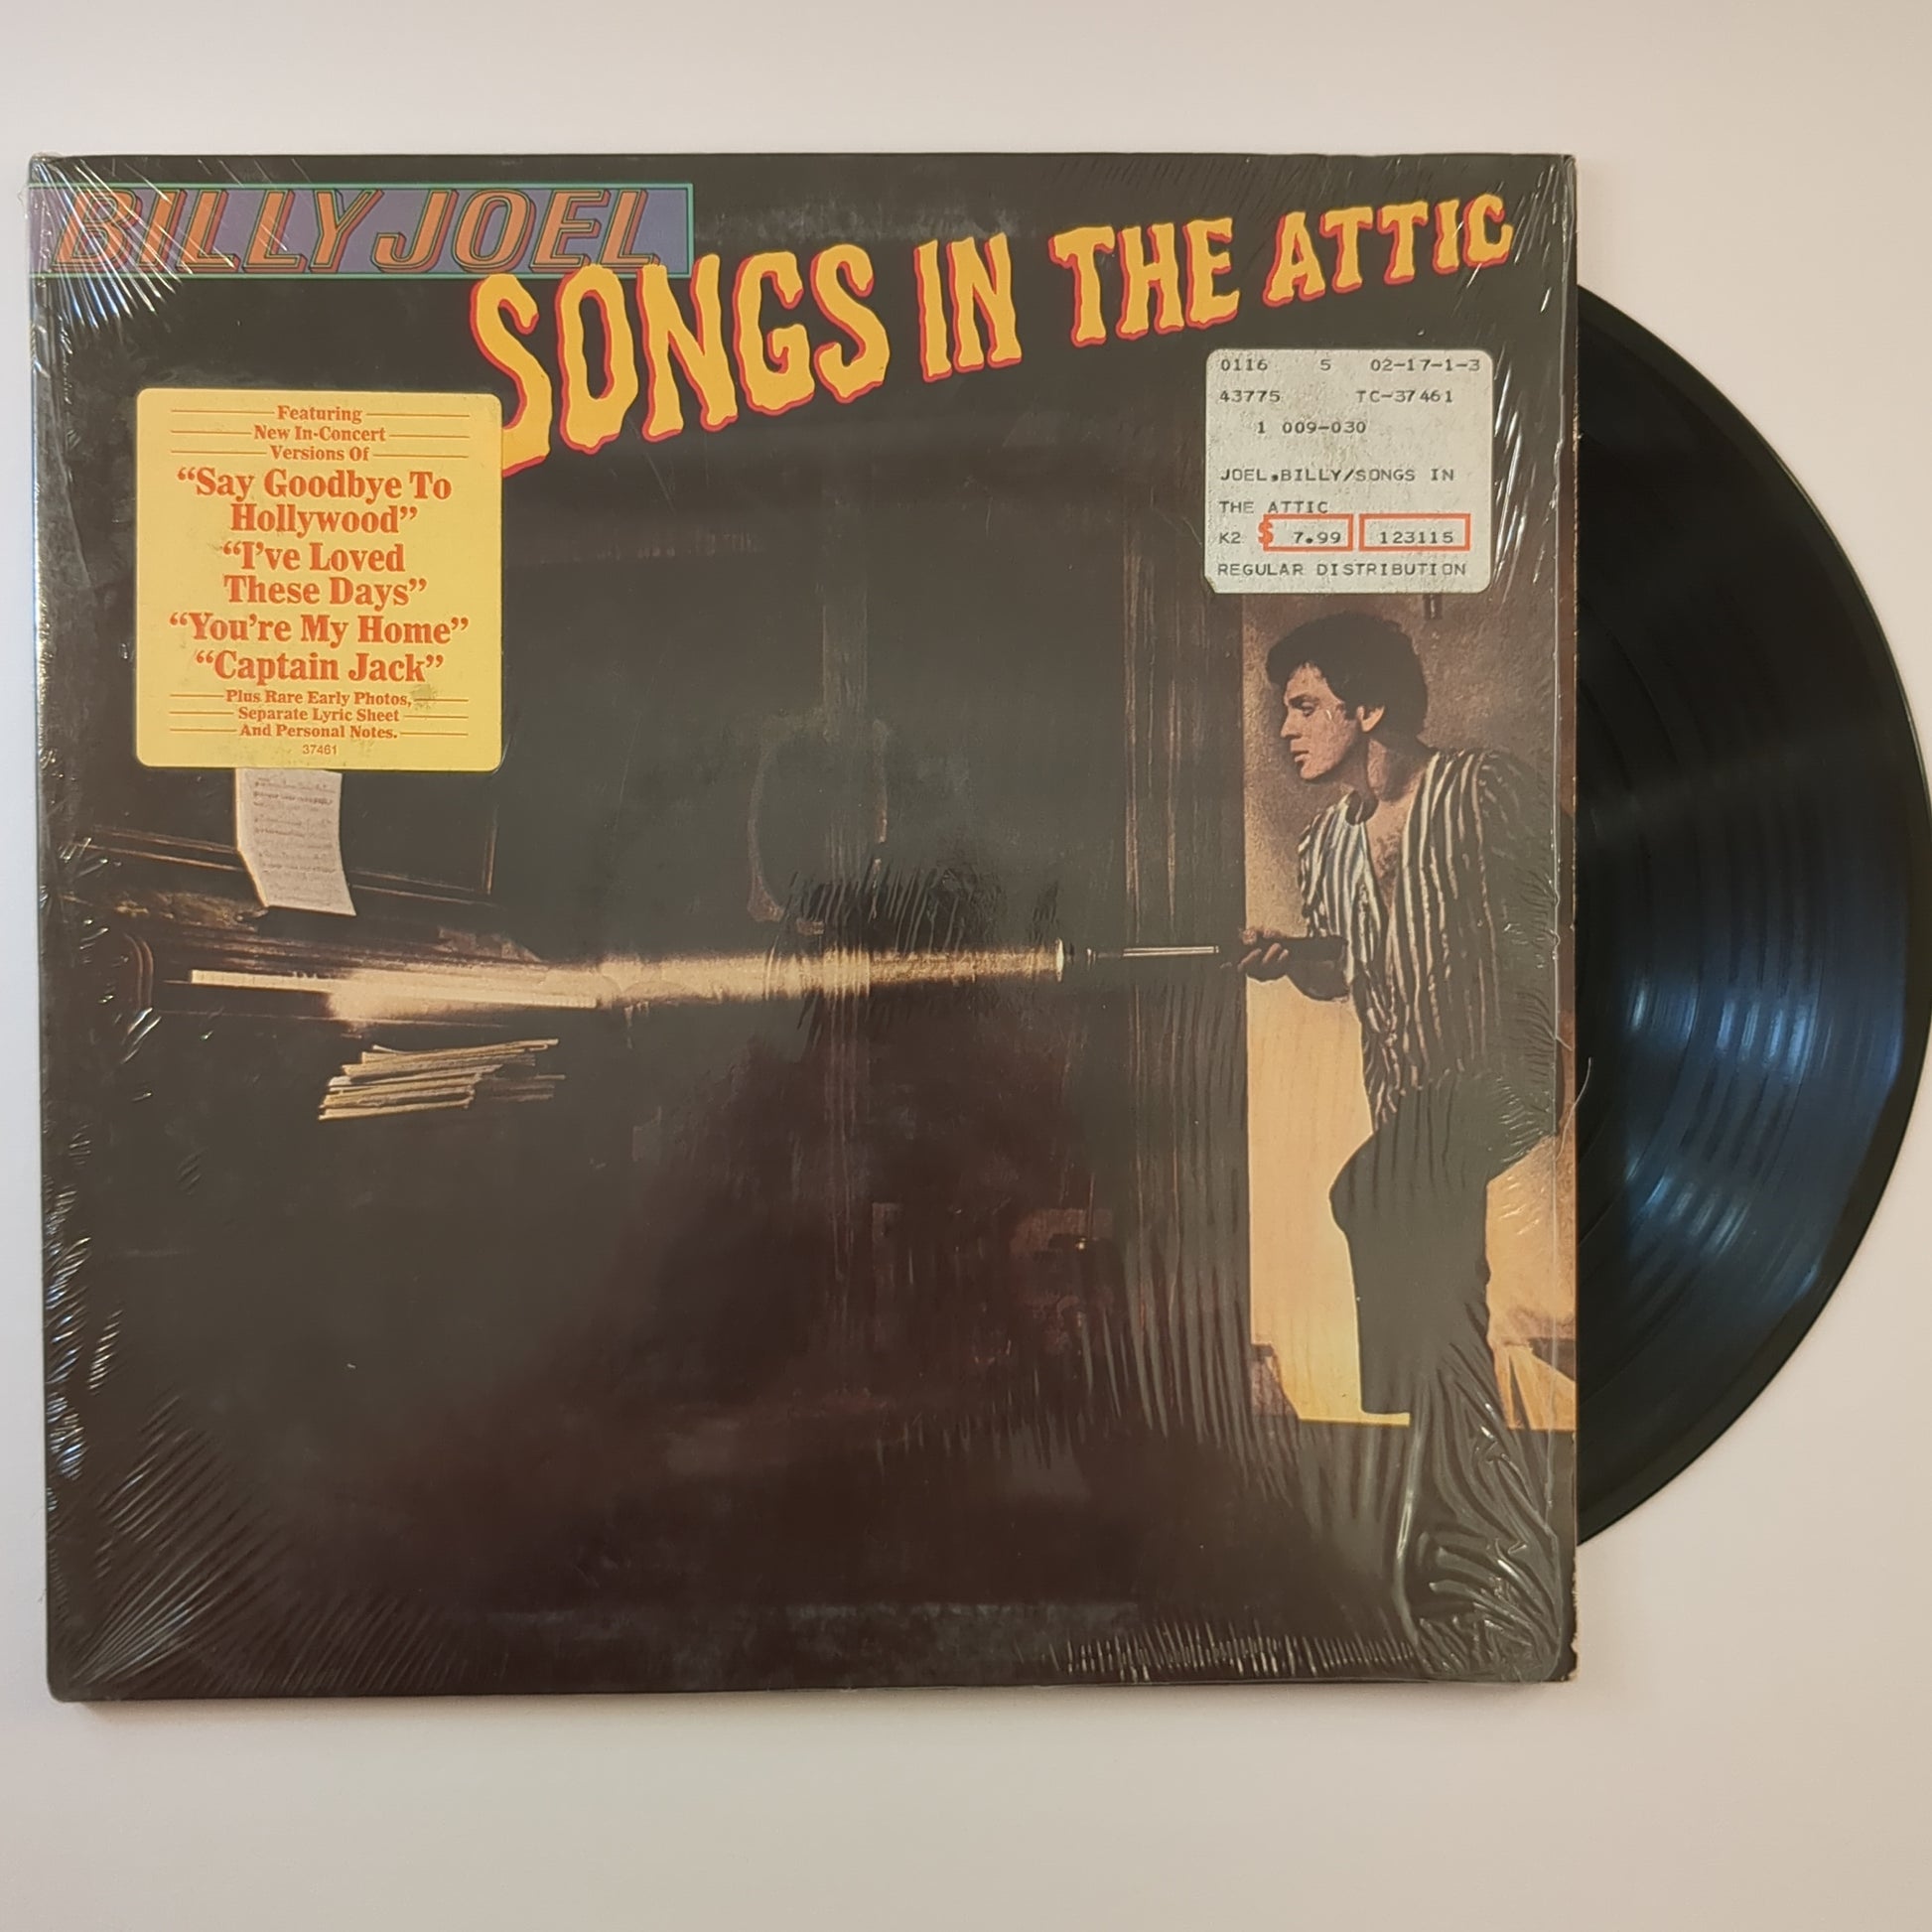 BILLY JOEL
SONGS IN THE ATTIC
Featuring
New In-Concert
Versions Of
“Say Goodbye To
Hollywood”
“I’ve Loved
These Days”
“You’re My Home”
“Captain Jack”
Plus Rare Early Photos,
Separate Lyric Sheet
And Personal Notes.
37461
0116 5 02-17-1-3
43775 TC-37461
1 009-030
JOEL,BILLY/SONGS IN
THE ATTIC
K2 $ 7.99 123115
REGULAR DISTRIBUTION